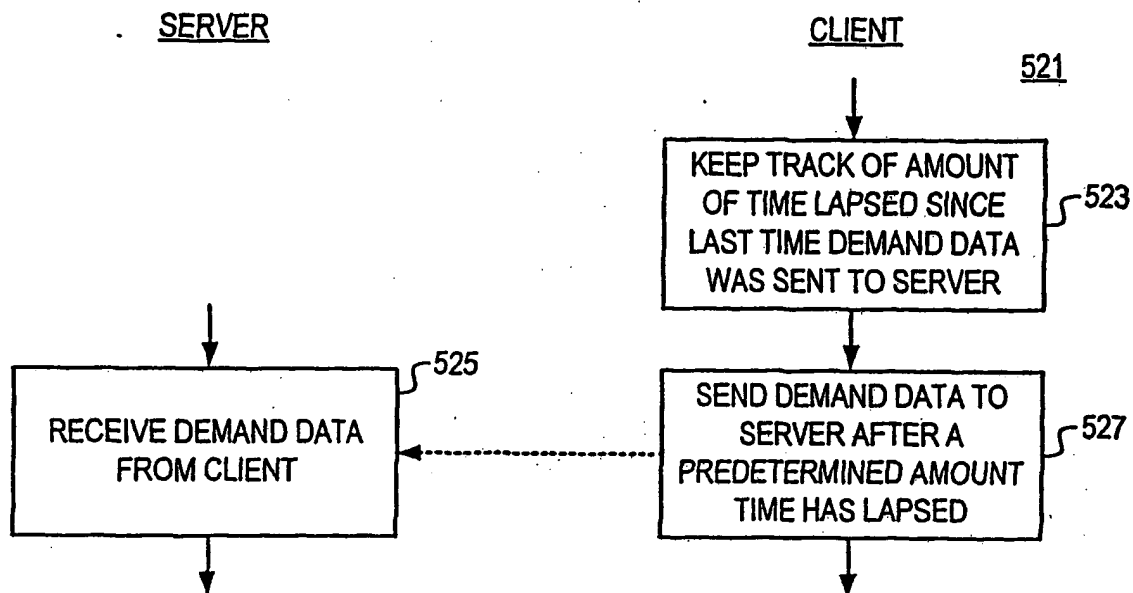 SERVER
CLIENT
521
KEEP TRACK OF AMOUNT
OF TIME LAPSED SINCE
LAST TIME DEMAND DATA
WAS SENT TO SERVER
523
RECEIVE DEMAND DATA
FROM CLIENT
525
SEND DEMAND DATA TO
SERVER AFTER A
PREDETERMINED AMOUNT
TIME HAS LAPSED
527